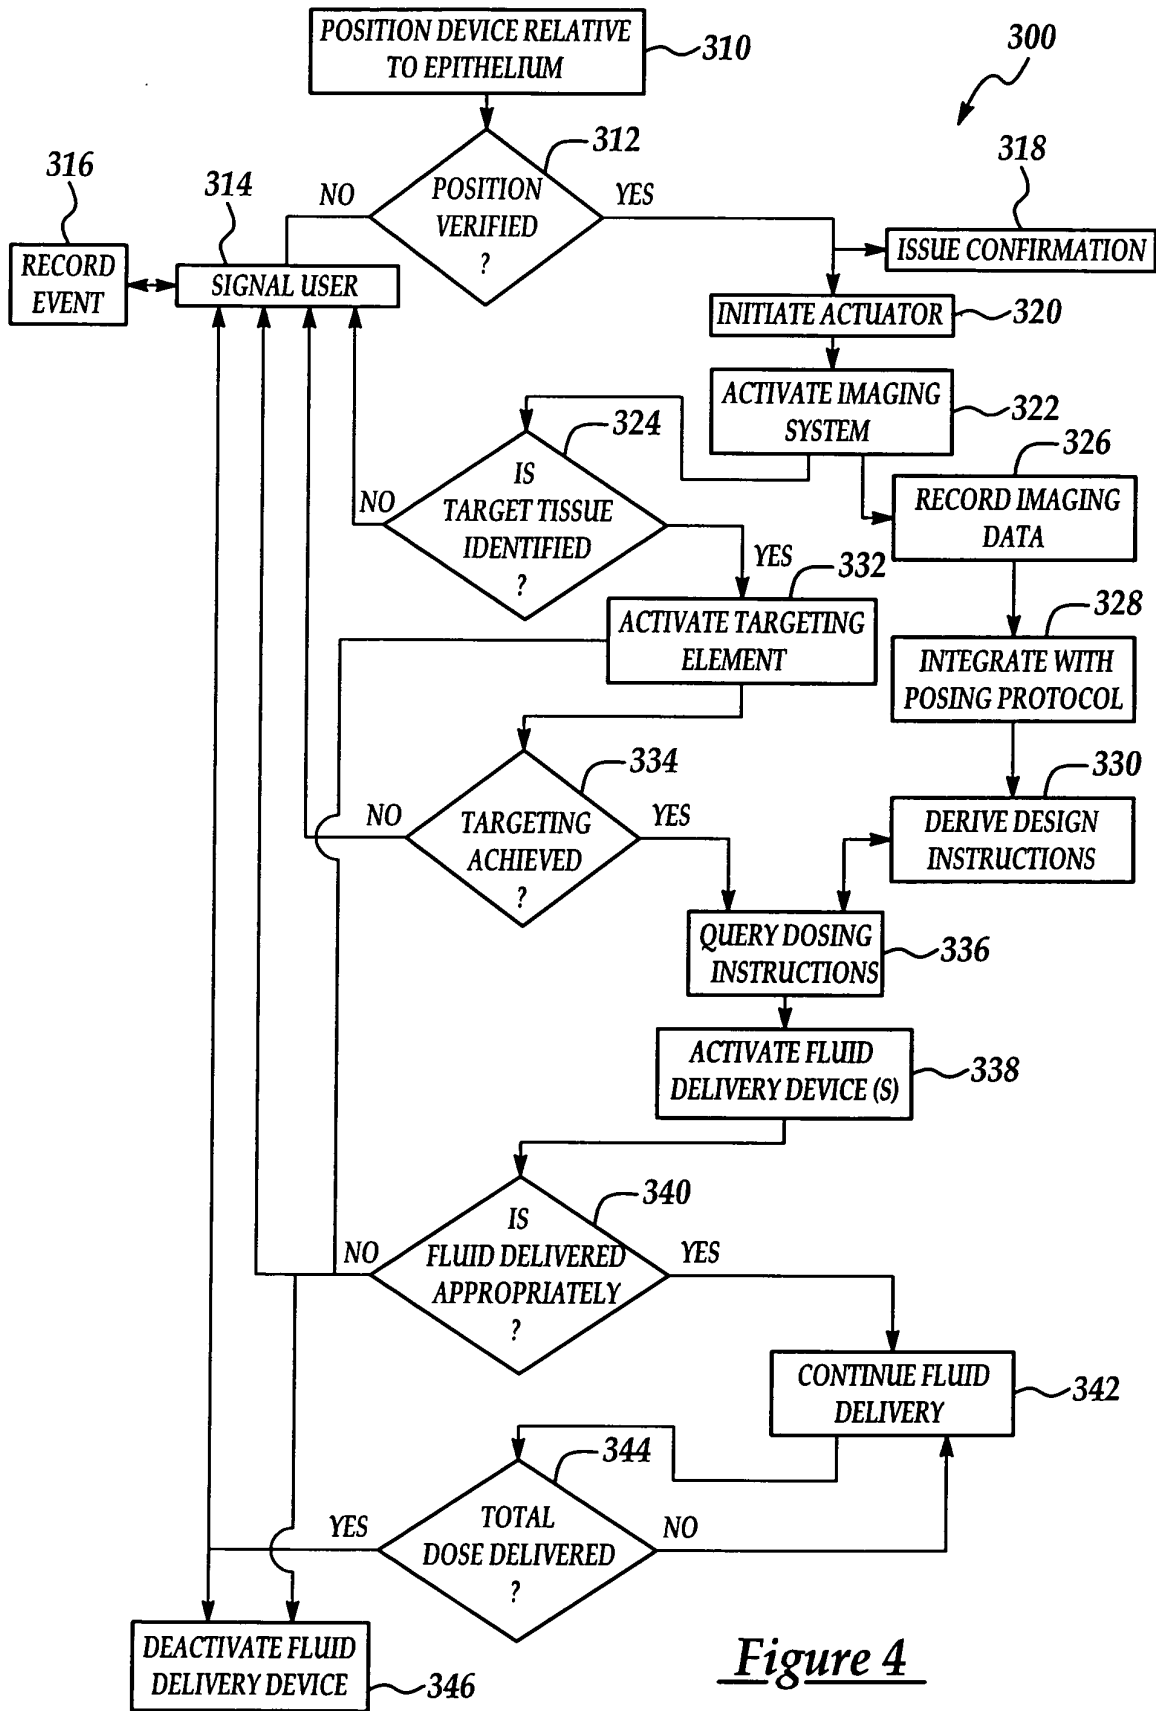 POSITION DEVICE RELATIVE
TO EPITHELIUM
310
300
312
POSITION
VERIFIED
?
NO
YES
316
314
318
RECORD
EVENT
SIGNAL USER
ISSUE CONFIRMATION
INITIATE ACTUATOR
320
ACTIVATE IMAGING
SYSTEM
322
324
IS
TARGET TISSUE
IDENTIFIED
?
NO
YES
326
RECORD IMAGING
DATA
332
ACTIVATE TARGETING
ELEMENT
328
INTEGRATE WITH
POSING PROTOCOL
334
TARGETING
ACHIEVED
?
NO
YES
330
DERIVE DESIGN
INSTRUCTIONS
QUERY DOSING
INSTRUCTIONS
336
ACTIVATE FLUID
DELIVERY DEVICE (S)
338
340
IS
FLUID DELIVERED
APPROPRIATELY
?
NO
YES
CONTINUE FLUID
DELIVERY
342
344
TOTAL
DOSE DELIVERED
?
YES
NO
DEACTIVATE FLUID
DELIVERY DEVICE
346
Figure 4